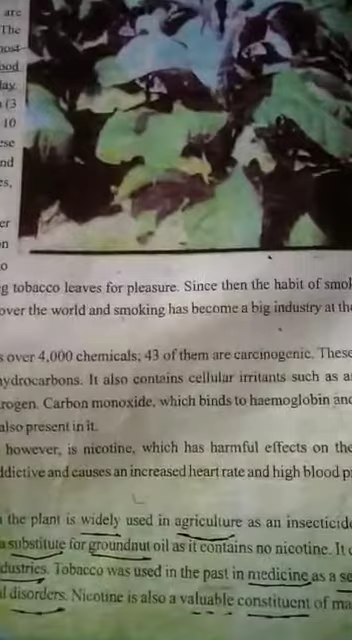 are
The
ood
lay
(3
10
ese
nd
es,
er
on
o
g tobacco leaves for pleasure. Since then the habit of smok
over the world and smoking has become a big industry at the
s over 4,000 chemicals; 43 of them are carcinogenic. These
hydrocarbons. It also contains cellular irritants such as a
rogen. Carbon monoxide, which binds to haemoglobin and
also present in it.
however, is nicotine, which has harmful effects on the
ddictive and causes an increased heart rate and high blood p
the plant is widely used in agriculture as an insecticide
a substitute for groundnut oil as it contains no nicotine. It
dustries. Tobacco was used in the past in medicine as a se
l disorders. Nicotine is also a valuable constituent of ma